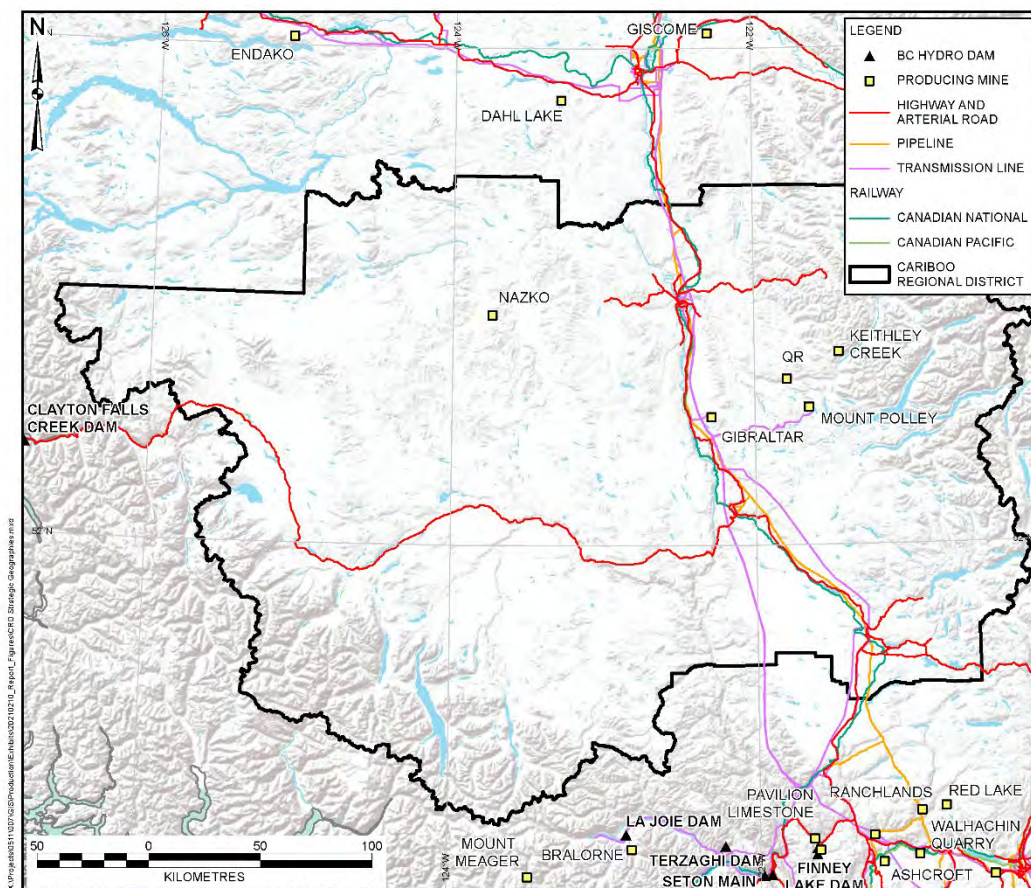 N
126°W
124°W
122°W
ENDAKO
GISCOME
DAHL LAKE
LEGEND
BC HYDRO DAM
PRODUCING MINE
HIGHWAY AND
ARTERIAL ROAD
PIPELINE
TRANSMISSION LINE
RAILWAY
CANADIAN NATIONAL
CANADIAN PACIFIC
CARIBOO
REGIONAL DISTRICT
NAZKO
KEITHLEY
CREEK
QR
MOUNT POLLEY
GIBRALTAR
CLAYTON FALLS
CREEK DAM
52°N
PAVILION
LIMESTONE
RANCHLANDS
RED LAKE
WALHACHIN
QUARRY
ASHCROFT
LA JOIE DAM
BRALORNE
MOUNT
MEAGER
TERZAGHI DAM
SETON MAIN
FINNEY
LAKE DAM
124°W
50 0 50 100
KILOMETRES